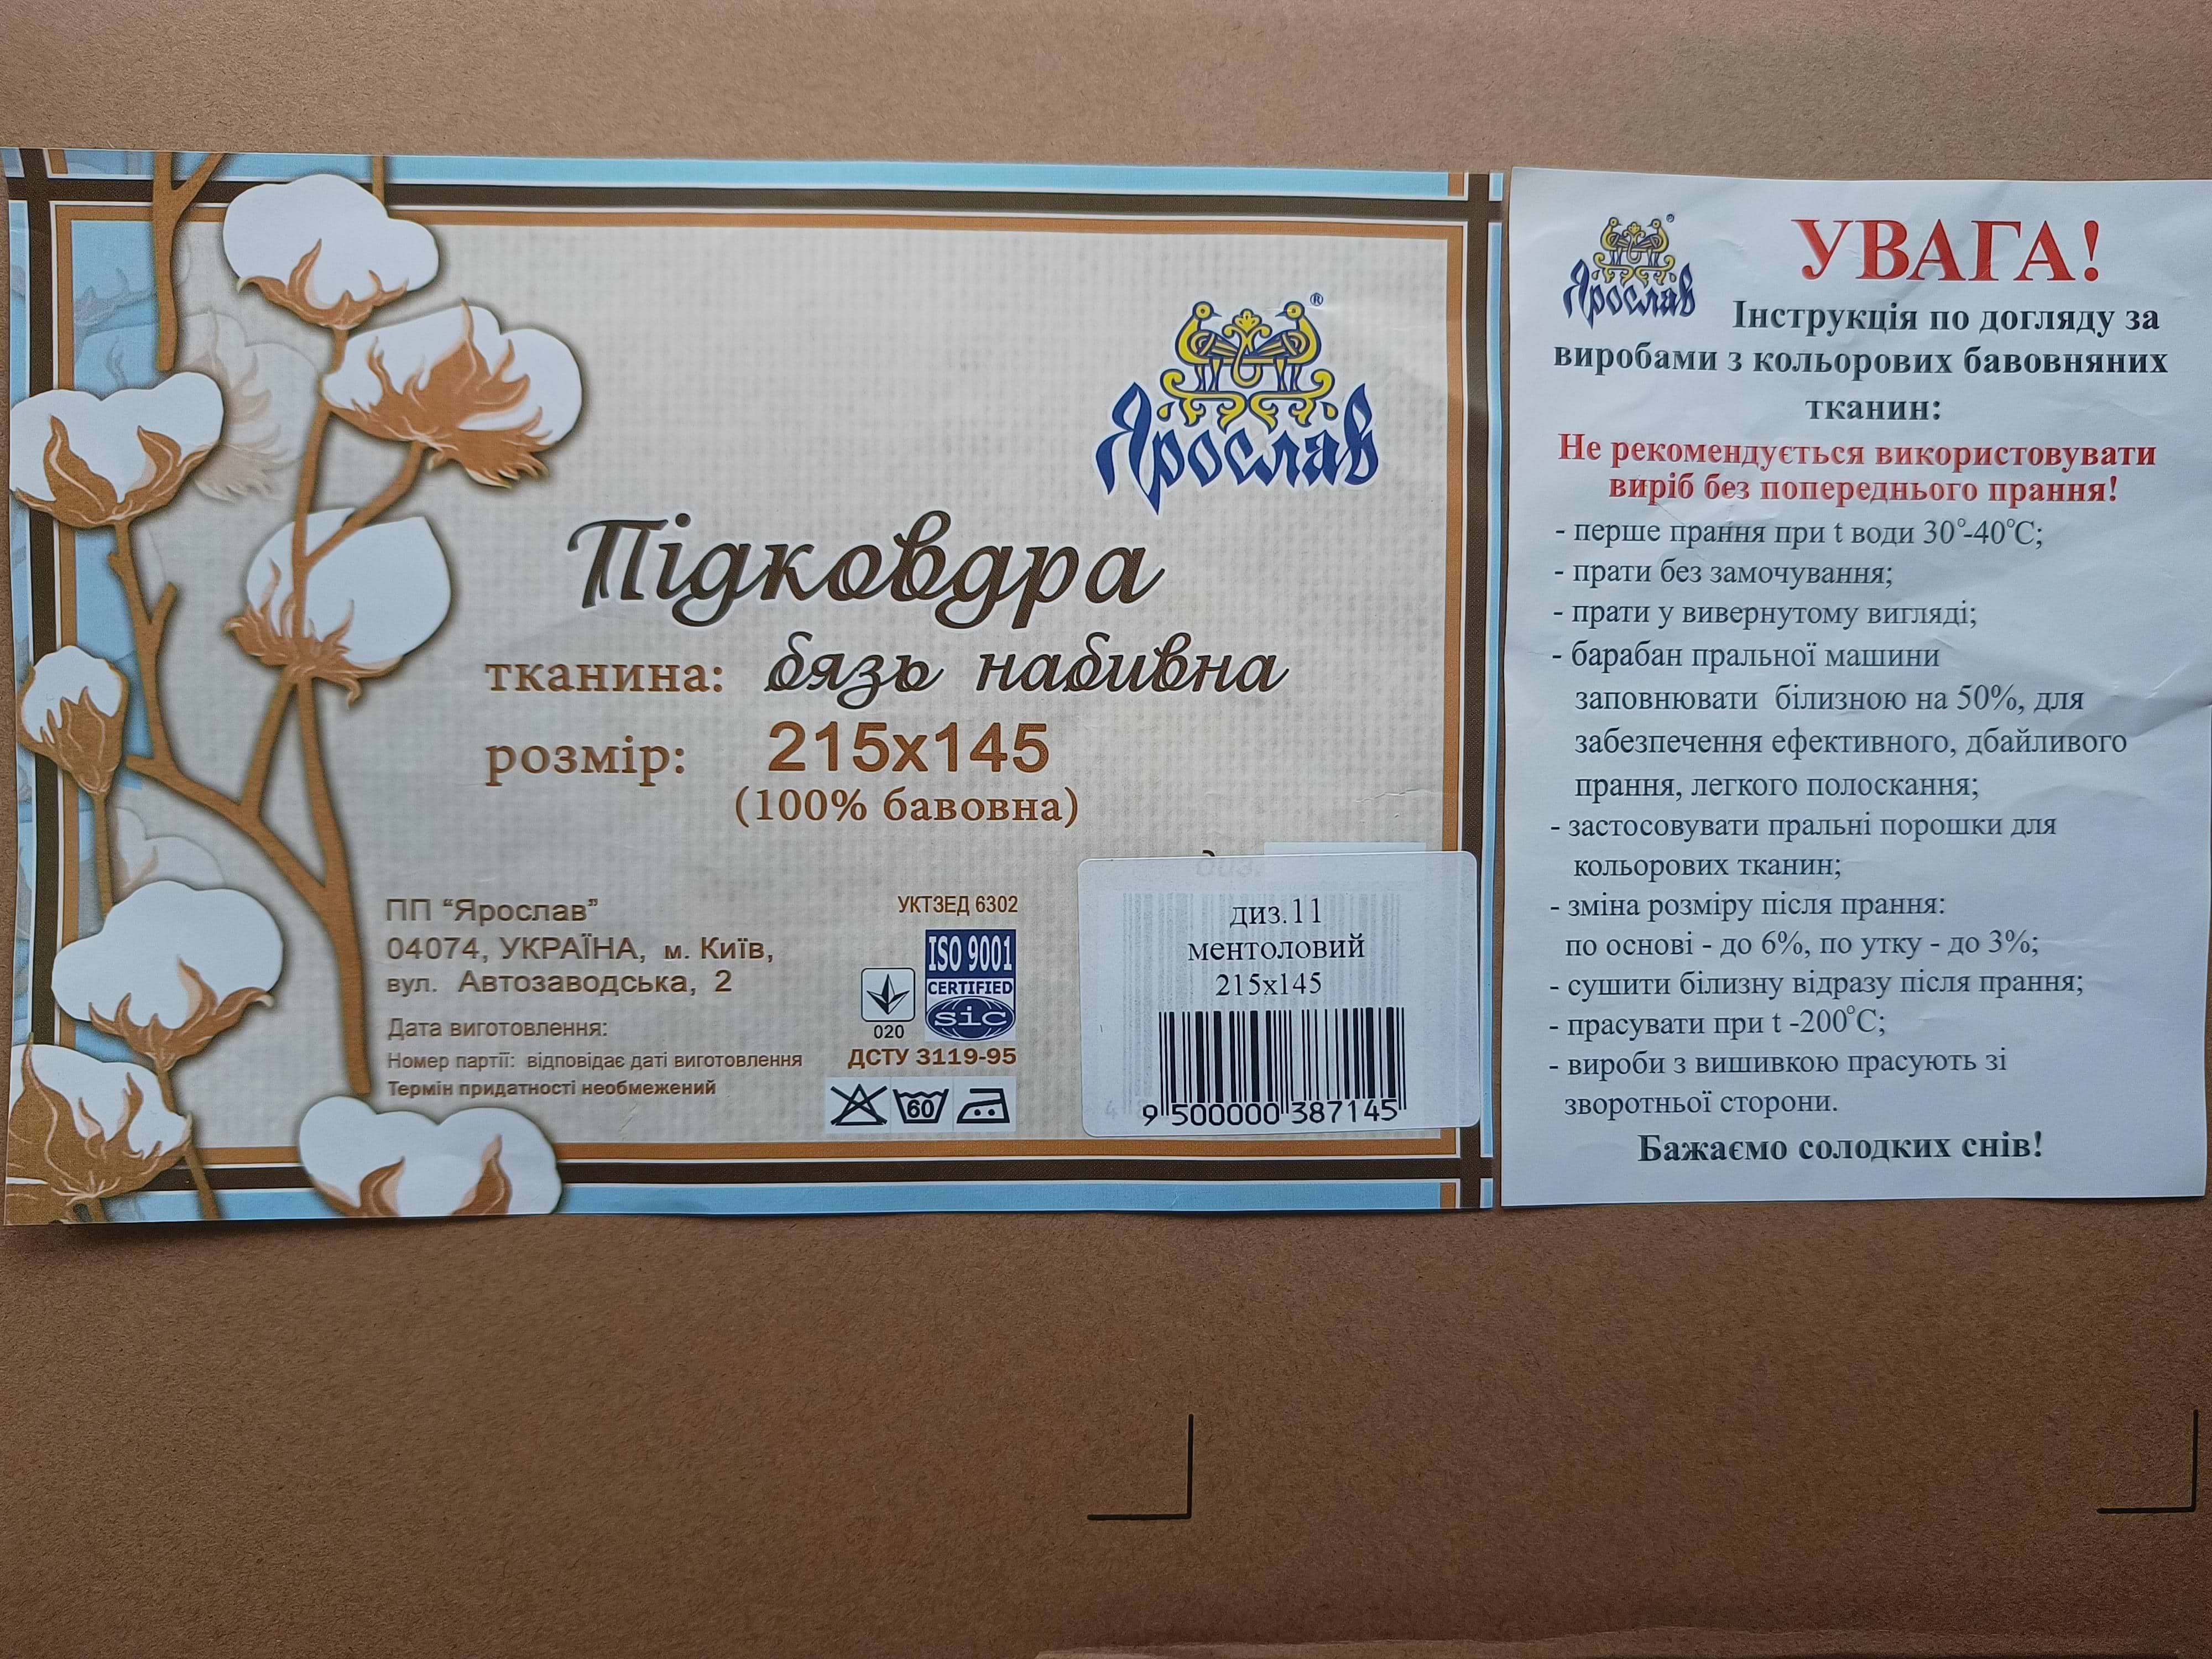 Ярослав®
Підковдра
тканина: бязь набивна
розмір: 215х145
(100% бавовна)
ПП “Ярослав”
04074, УКРАЇНА, м. Київ,
вул. Автозаводська, 2
Дата виготовлення:
Номер партії: відповідає даті виготовлення
Термін придатності необмежений
УКТЗЕД 6302
ISO 9001
CERTIFIED
SIC
020
ДСТУ 3119-95
60
диз.11
ментоловий
215х145
9 500000 387145
Ярослав®
УВАГА!
Інструкція по догляду за
виробами з кольорових бавовняних
тканин:
Не рекомендується використовувати
виріб без попереднього прання!
- перше прання при t води 30°-40°С;
- прати без замочування;
- прати у вивернутому вигляді;
- барабан пральної машини
заповнювати білизною на 50%, для
забезпечення ефективного, дбайливого
прання, легкого полоскання;
- застосовувати пральні порошки для
кольорових тканин;
- зміна розміру після прання:
по основі - до 6%, по утку - до 3%;
- сушити білизну відразу після прання;
- прасувати при t -200°С;
- вироби з вишивкою прасують зі
зворотньої сторони.
Бажаємо солодких снів!